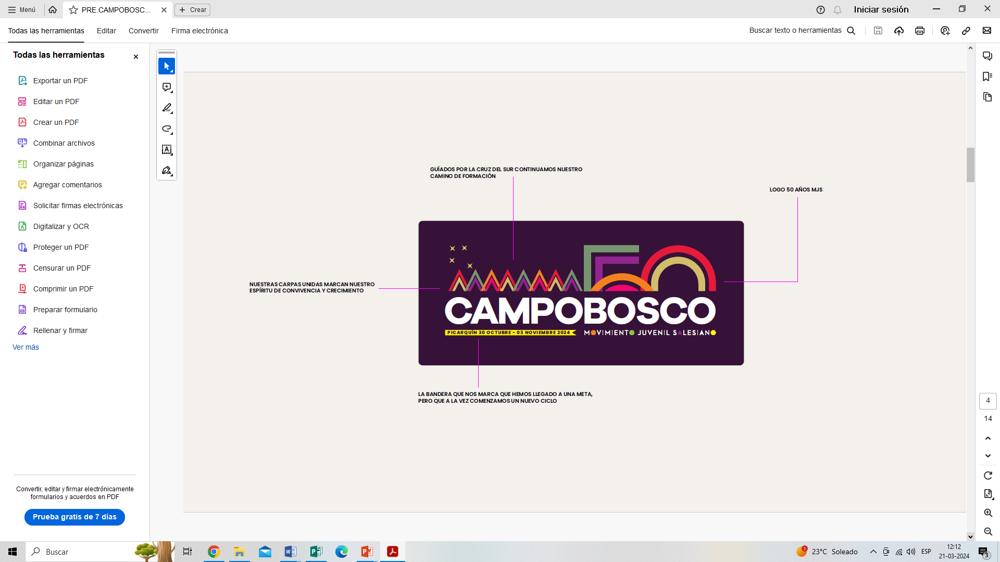 Menú
PRE.CAMPOBOSC...
Crear
Iniciar sesión
Todas las herramientas
Editar
Convertir
Firma electrónica
Buscar texto o herramientas
Todas las herramientas
Exportar un PDF
Editar un PDF
Crear un PDF
Combinar archivos
Organizar páginas
Agregar comentarios
Solicitar firmas electrónicas
Digitalizar y OCR
Proteger un PDF
Censurar un PDF
Comprimir un PDF
Preparar formulario
Rellenar y firmar
Ver más
Convertir, editar y firmar electrónicamente
formularios y acuerdos en PDF
Prueba gratis de 7 días
GUÍADOS POR LA CRUZ DEL SUR CONTINUAMOS NUESTRO
CAMINO DE FORMACIÓN
LOGO 50 AÑOS MJS
NUESTRAS CARPAS UNIDAS MARCAN NUESTRO
ESPÍRITU DE CONVIVENCIA Y CRECIMIENTO
50
CAMPOBOSCO
PICARQUÍN 30 OCTUBRE - 03 NOVIEMBRE 2024
MOVIMIENTO JUVENIL SALESIANO
LA BANDERA QUE NOS MARCA QUE HEMOS LLEGADO A UNA META,
PERO QUE A LA VEZ COMENZAMOS UN NUEVO CICLO
4
14
Buscar
1
23°C Soleado
ESP
12:12
21-03-2024
3